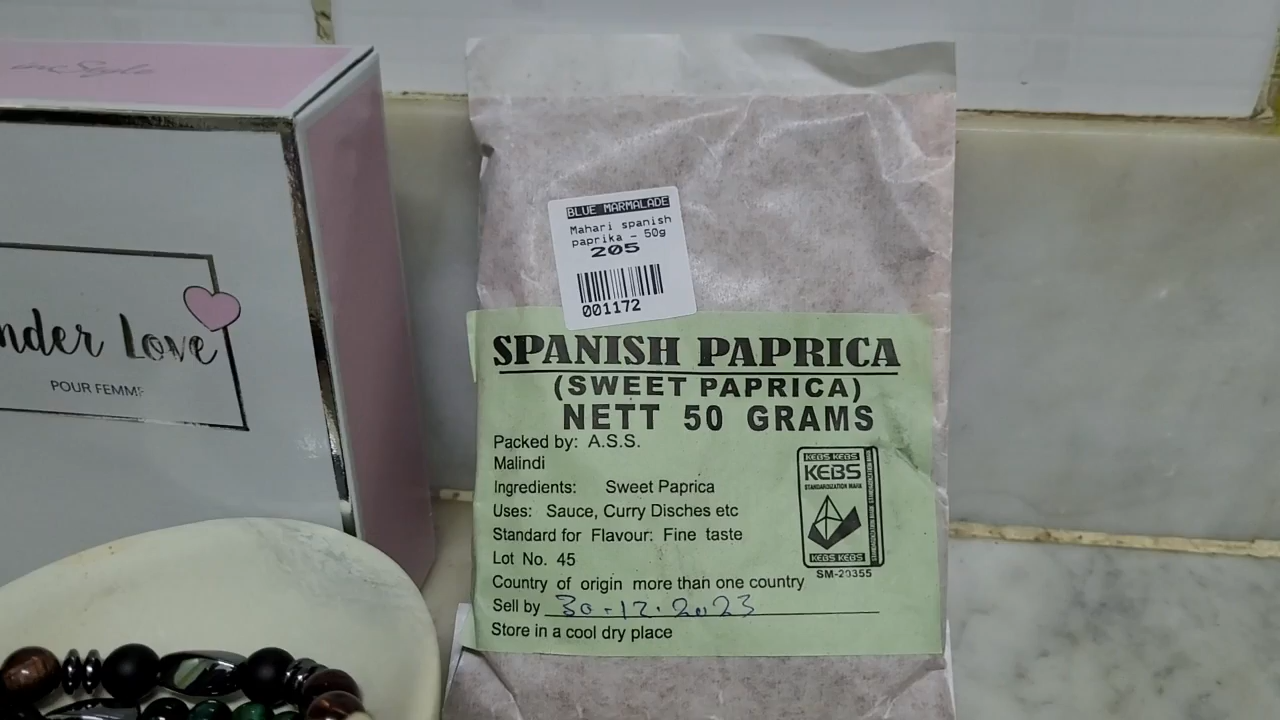 inStyle
nder Love
POUR FEMME
BLUE MARMALADE
Mahari spanish
paprika - 50g
205
001172
SPANISH PAPRICA
(SWEET PAPRICA)
NETT 50 GRAMS
Packed by: A.S.S.
Malindi
Ingredients: Sweet Paprica
Uses: Sauce, Curry Disches etc
Standard for Flavour: Fine taste
Lot No. 45
Country of origin more than one country
Sell by 30-12.2023
Store in a cool dry place
KEBS KEBS
KEBS
STANDARDIZATION MARK
STANDARDIZATION MARK
KEBS KEBS
SM-20355